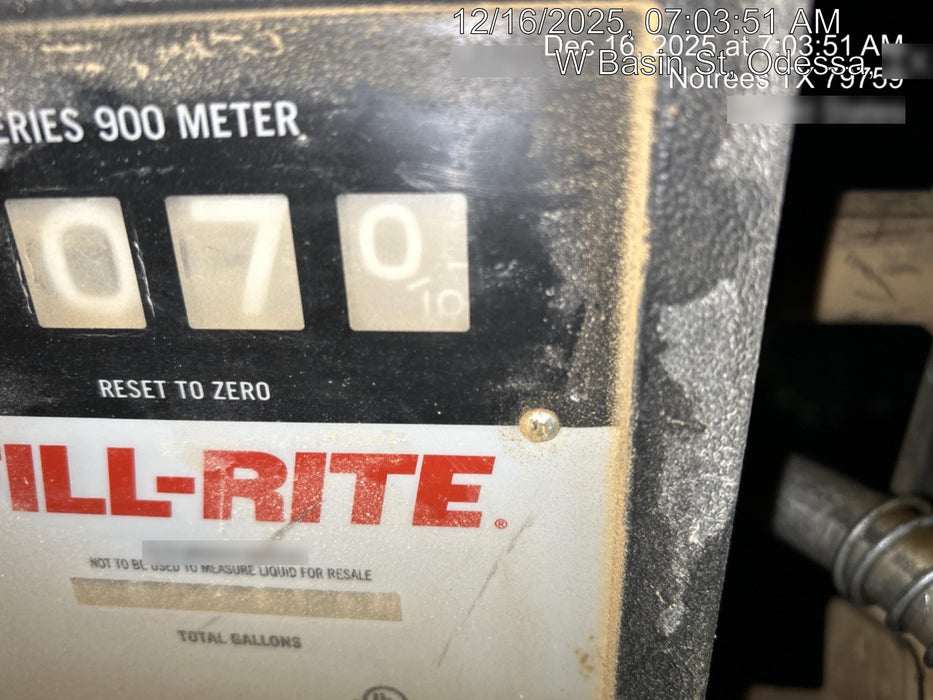 12/16/2025, 07:03:51 AM
Dec 16, 2025 at 7:03:51 AM
W Basin St, Odessa,
Notrees TX 79759
ERIES 900 METER
0 7 0 1/10
RESET TO ZERO
ILL-RITE®
NOT TO BE USED TO MEASURE LIQUID FOR RESALE
TOTAL GALLONS
UL